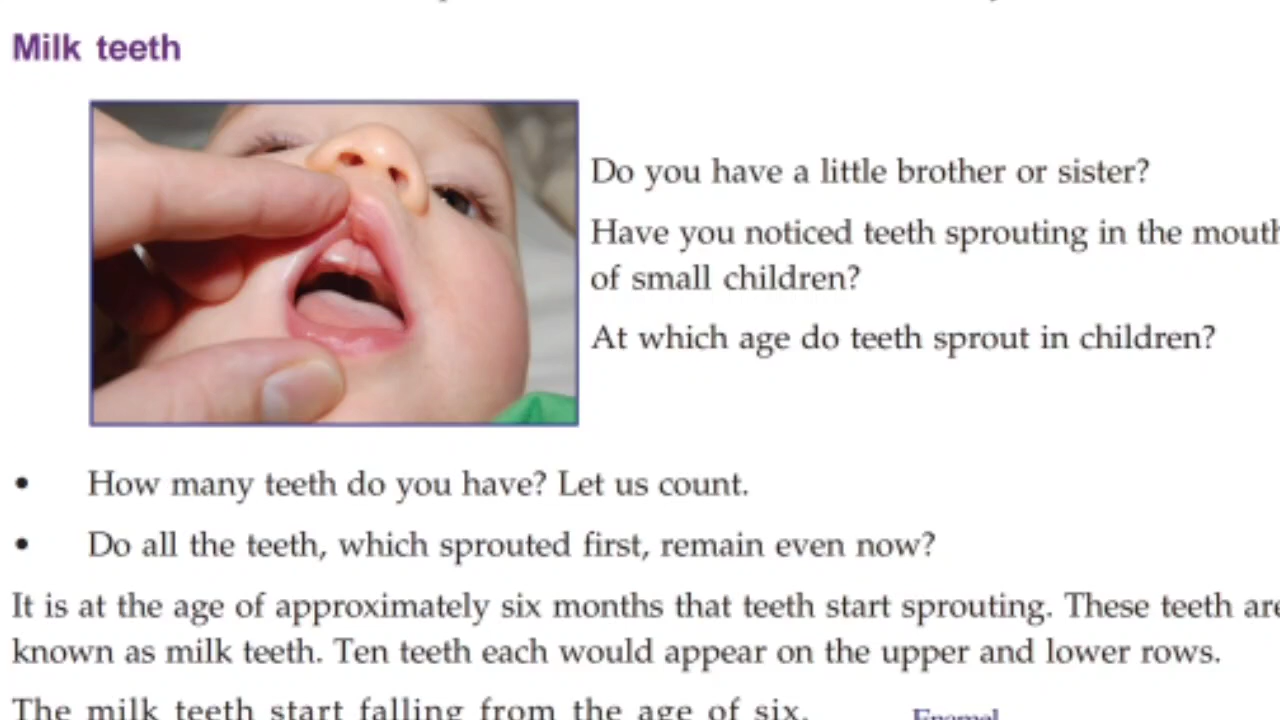 Milk teeth
Do you have a little brother or sister?
Have you noticed teeth sprouting in the mouth
of small children?
At which age do teeth sprout in children?
• How many teeth do you have? Let us count.
• Do all the teeth, which sprouted first, remain even now?
It is at the age of approximately six months that teeth start sprouting. These teeth are
known as milk teeth. Ten teeth each would appear on the upper and lower rows.
The milk teeth start falling from the age of six.
Enamel